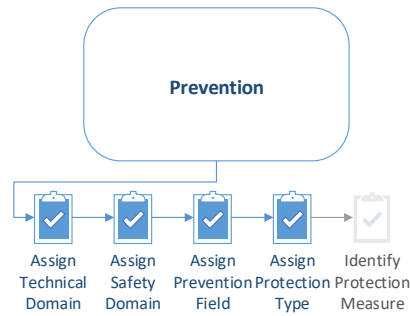 Prevention
Assign Technical Domain
Assign Safety Domain
Assign Prevention Field
Assign Protection Type
Identify Protection Measure